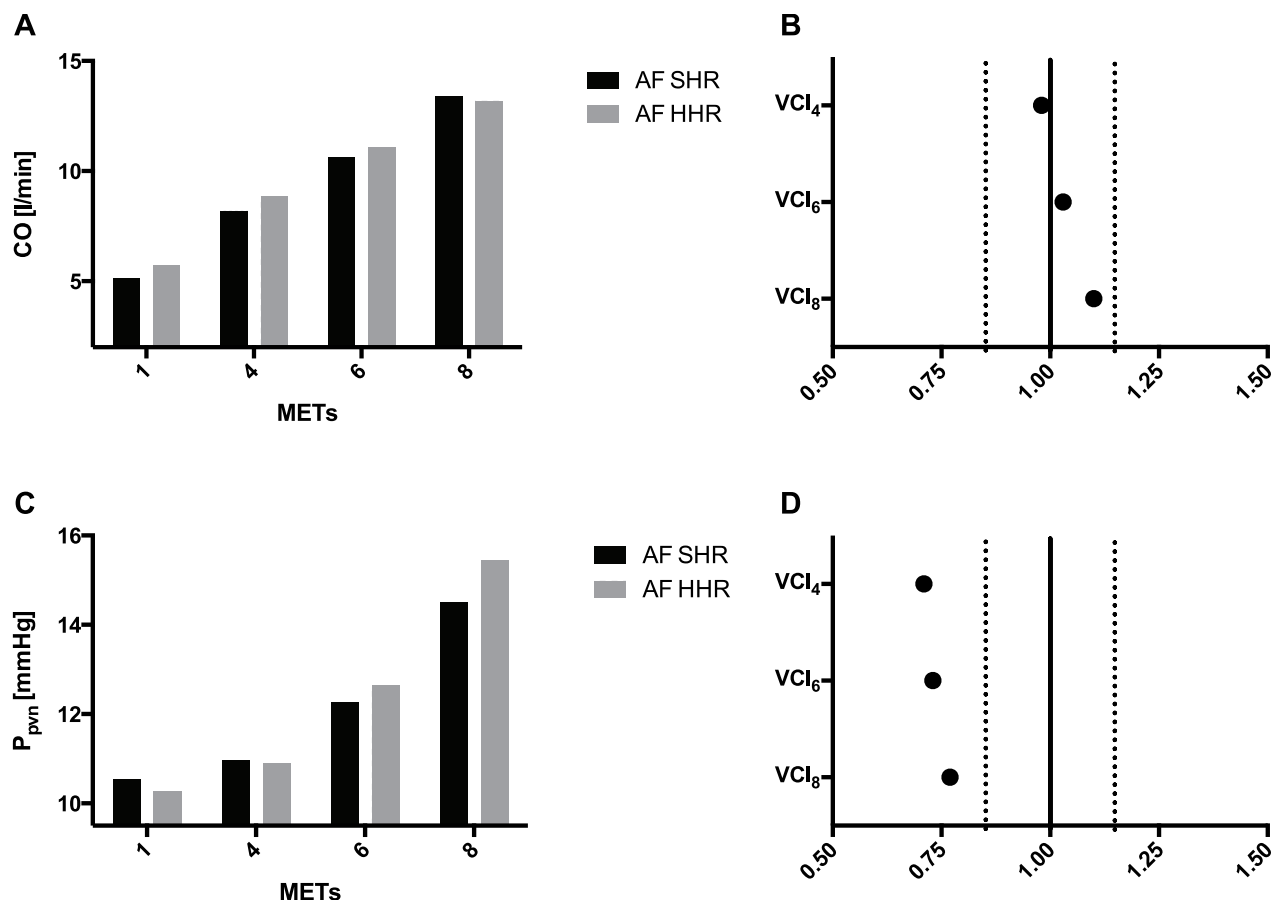 A
15
10
5
CO [l/min]
1
4
6
8
METs
AF SHR
AF HHR
B
VCI4
VCI6
VCI8
0.50
0.75
1.00
1.25
1.50
C
16
14
12
10
Ppvn [mmHg]
1
4
6
8
METs
AF SHR
AF HHR
D
VCI4
VCI6
VCI8
0.50
0.75
1.00
1.25
1.50